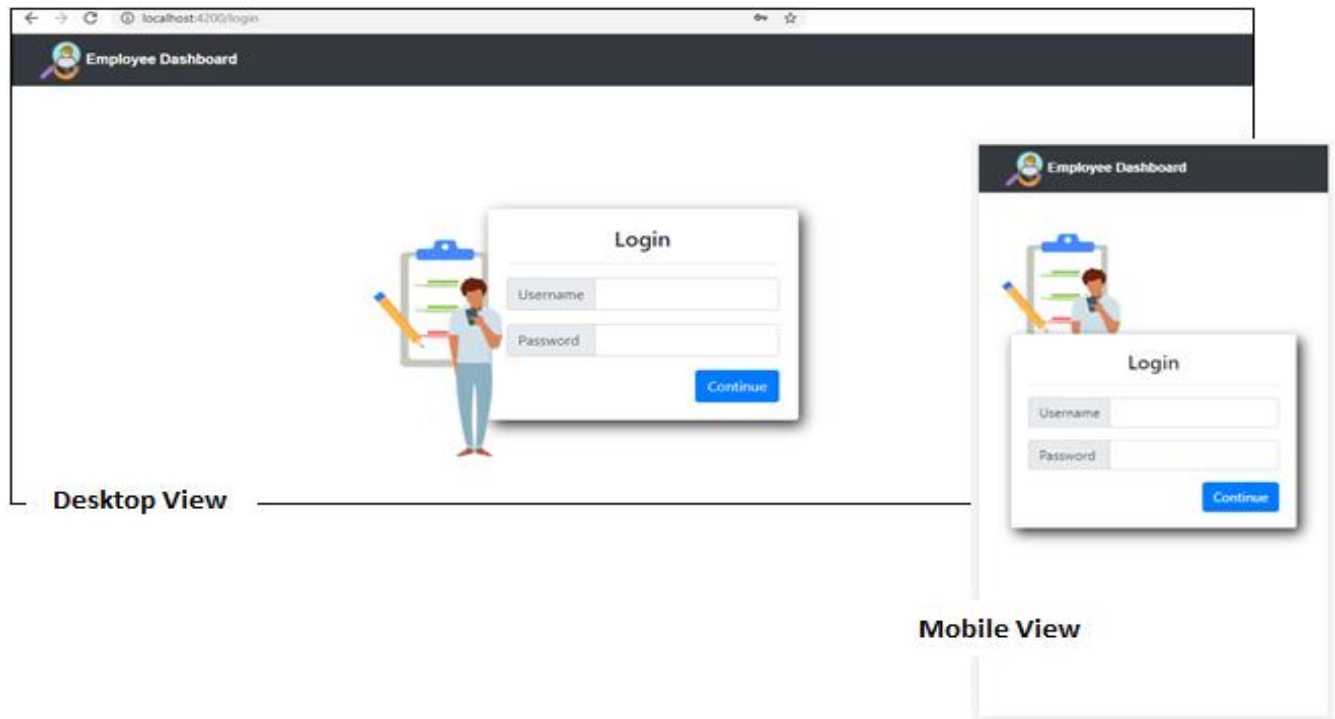 localhost:4200/login
Employee Dashboard
Login
Username
Password
Continue
Desktop View
Employee Dashboard
Login
Username
Password
Continue
Mobile View